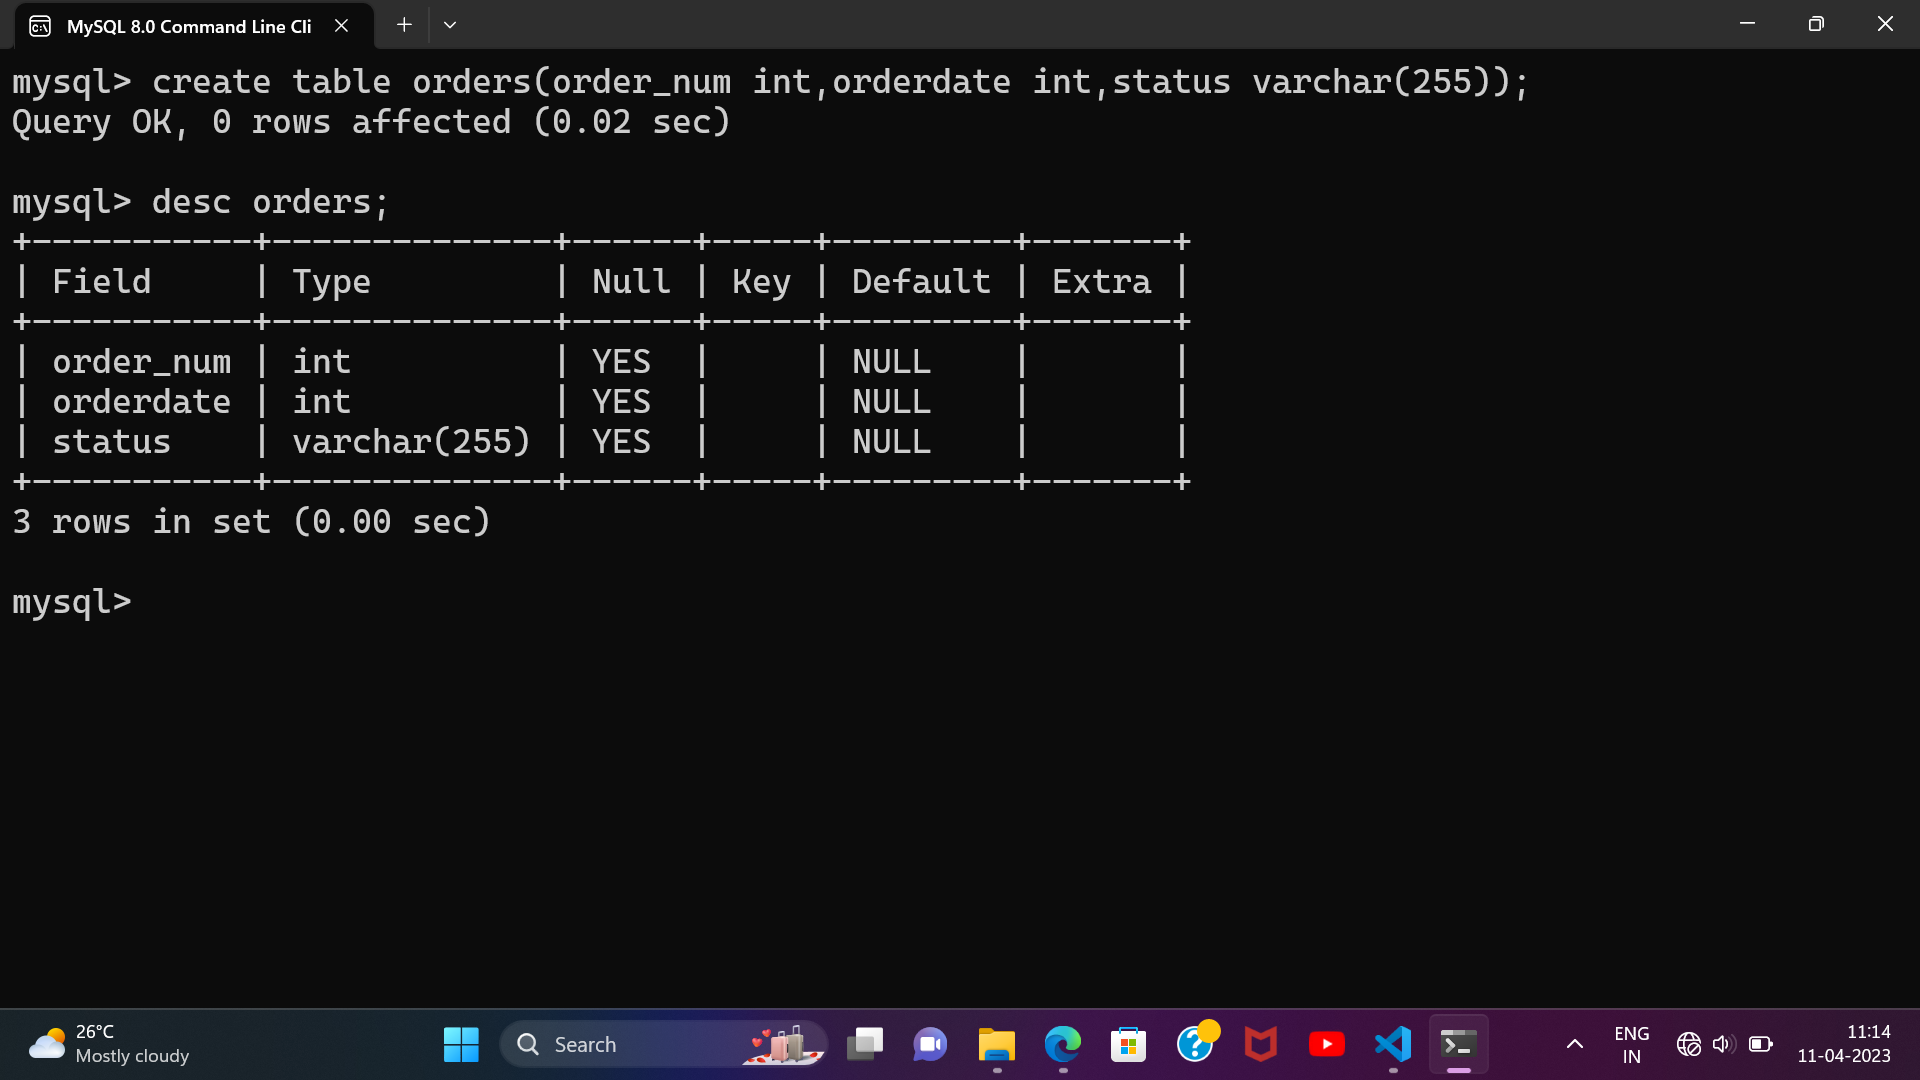 MySQL 8.0 Command Line Cli
mysql> create table orders(order_num int,orderdate int,status varchar(255));
Query OK, 0 rows affected (0.02 sec)
mysql> desc orders;
+-----------+--------------+------+-----+---------+-------+
| Field     | Type         | Null | Key | Default | Extra |
+-----------+--------------+------+-----+---------+-------+
| order_num | int          | YES  |     | NULL    |       |
| orderdate | int          | YES  |     | NULL    |       |
| status    | varchar(255) | YES  |     | NULL    |       |
+-----------+--------------+------+-----+---------+-------+
3 rows in set (0.00 sec)
mysql>
26°C
Mostly cloudy
Search
ENG
IN
11:14
11-04-2023